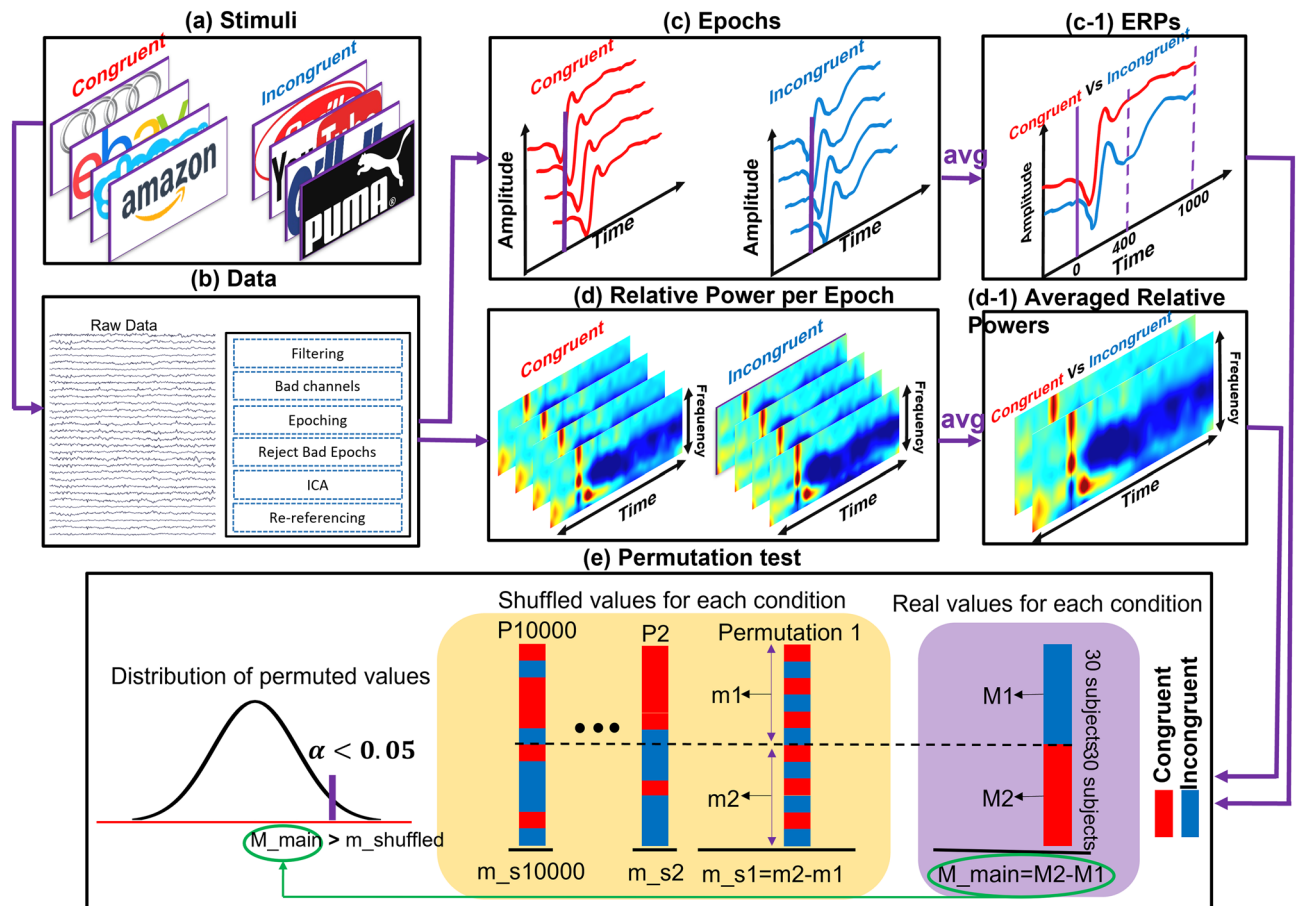 (a) Stimuli
Congruent
Incongruent
ebay
amazon
PUMA®
(b) Data
Raw Data
Filtering
Bad channels
Epoching
Reject Bad Epochs
ICA
Re-referencing
(c) Epochs
Congruent
Incongruent
Amplitude
Time
Amplitude
Time
avg
(c-1) ERPs
Congruent Vs Incongruent
Amplitude
0
400
1000
Time
(d) Relative Power per Epoch
Congruent
Incongruent
Frequency
Time
Frequency
Time
avg
(d-1) Averaged Relative
Powers
Congruent Vs Incongruent
Frequency
Time
(e) Permutation test
Distribution of permuted values
α < 0.05
M_main > m_shuffled
Shuffled values for each condition
P10000
P2
Permutation 1
m1
m2
m_s10000
m_s2
m_s1=m2-m1
Real values for each condition
M1
M2
30 subjects
30 subjects
M_main=M2-M1
Congruent
Incongruent